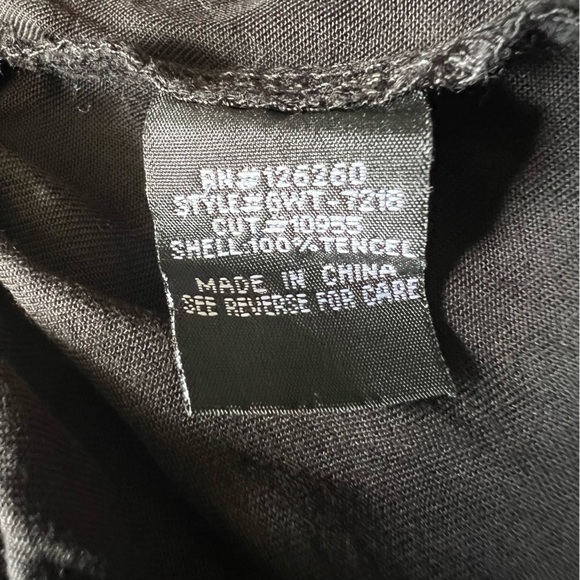 RN#126260
STYLE#GWT-7218
CUT #10955
SHELL:100%TENCEL
MADE IN CHINA
SEE REVERSE FOR CARE